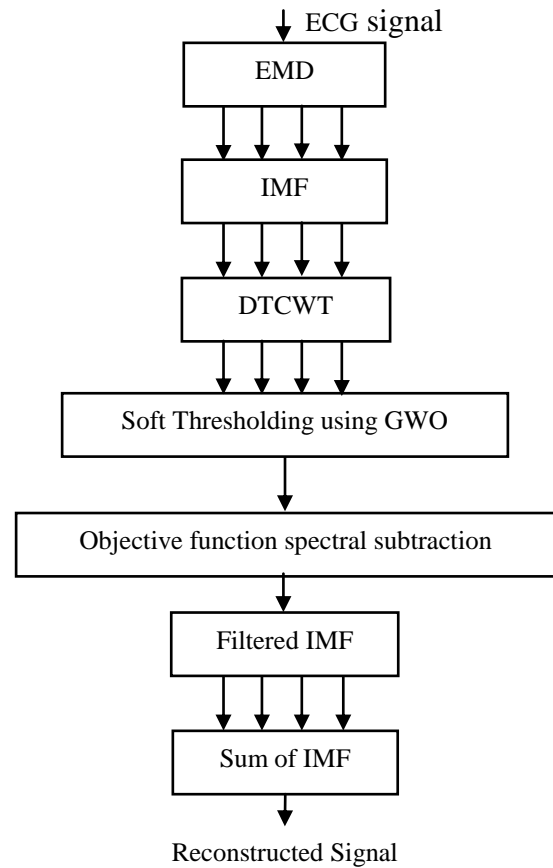 ECG signal
EMD
IMF
DTCWT
Soft Thresholding using GWO
Objective function spectral subtraction
Filtered IMF
Sum of IMF
Reconstructed Signal